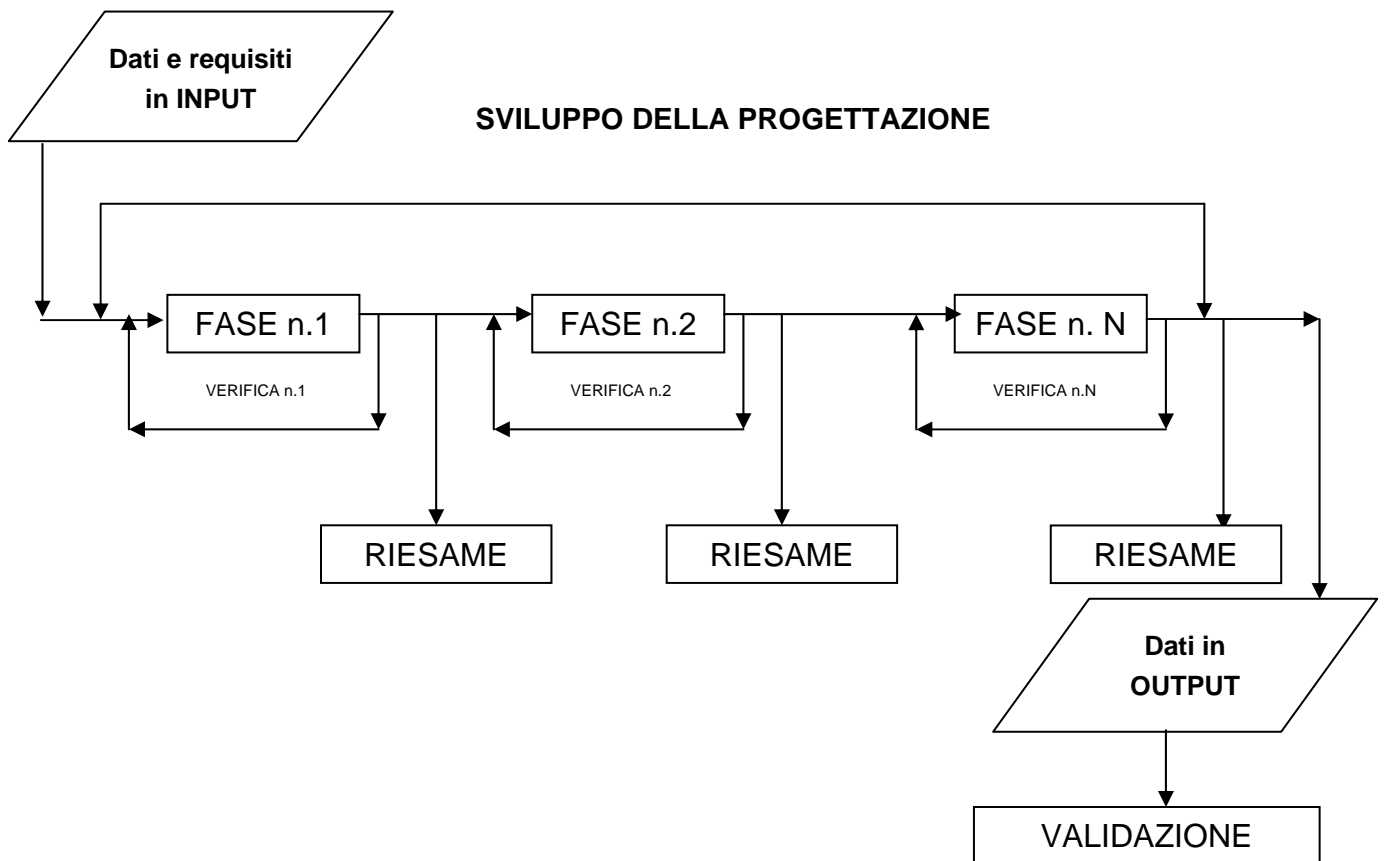 Dati e requisiti
in INPUT
SVILUPPO DELLA PROGETTAZIONE
FASE n.1
FASE n.2
FASE n. N
VERIFICA n.1
VERIFICA n.2
VERIFICA n.N
RIESAME
RIESAME
RIESAME
Dati in
OUTPUT
VALIDAZIONE